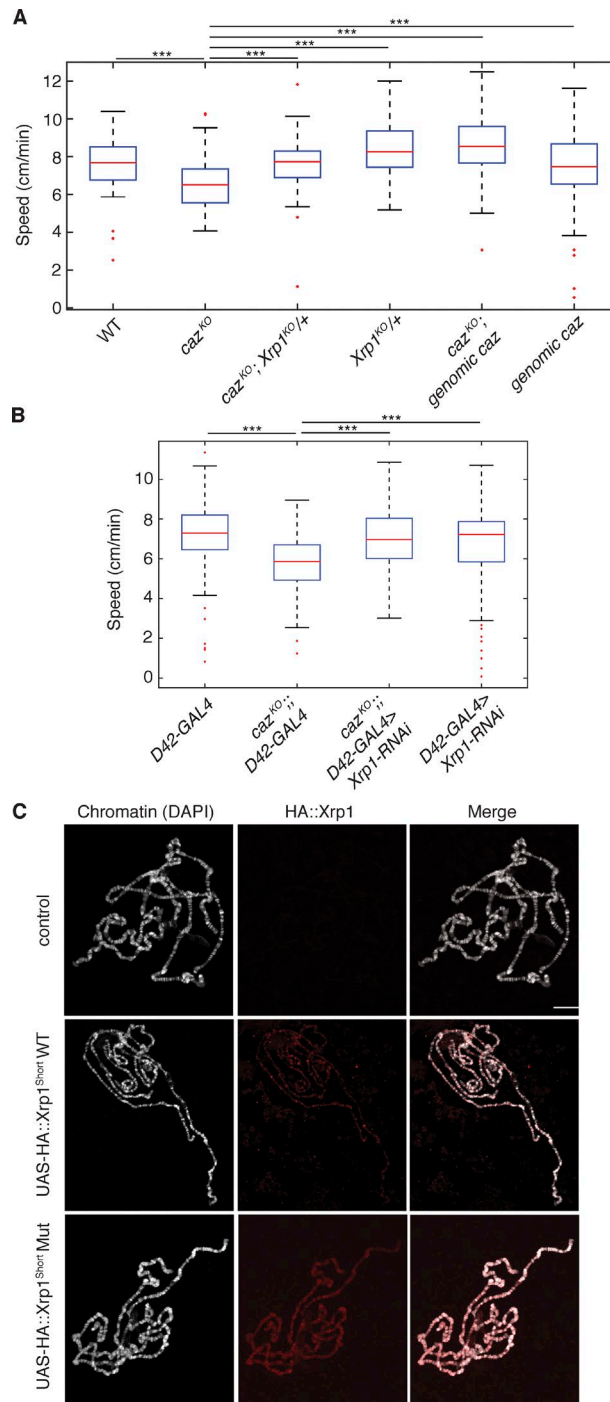 A
***
***
***
*** ***
12
10
8
6
4
2
0
Speed (cm/min)
WT
caz^KO
caz^KO; Xrp1^KO/+
Xrp1^KO/+
caz^KO;
genomic caz
genomic caz
B
***
*** ***
10
8
6
4
2
0
Speed (cm/min)
D42-GAL4
caz^KO;;
D42-GAL4
caz^KO;;
D42-GAL4>
Xrp1-RNAi
D42-GAL4>
Xrp1-RNAi
C
Chromatin (DAPI) HA::Xrp1 Merge
control
UAS-HA::Xrp1^Short WT
UAS-HA::Xrp1^Short Mut